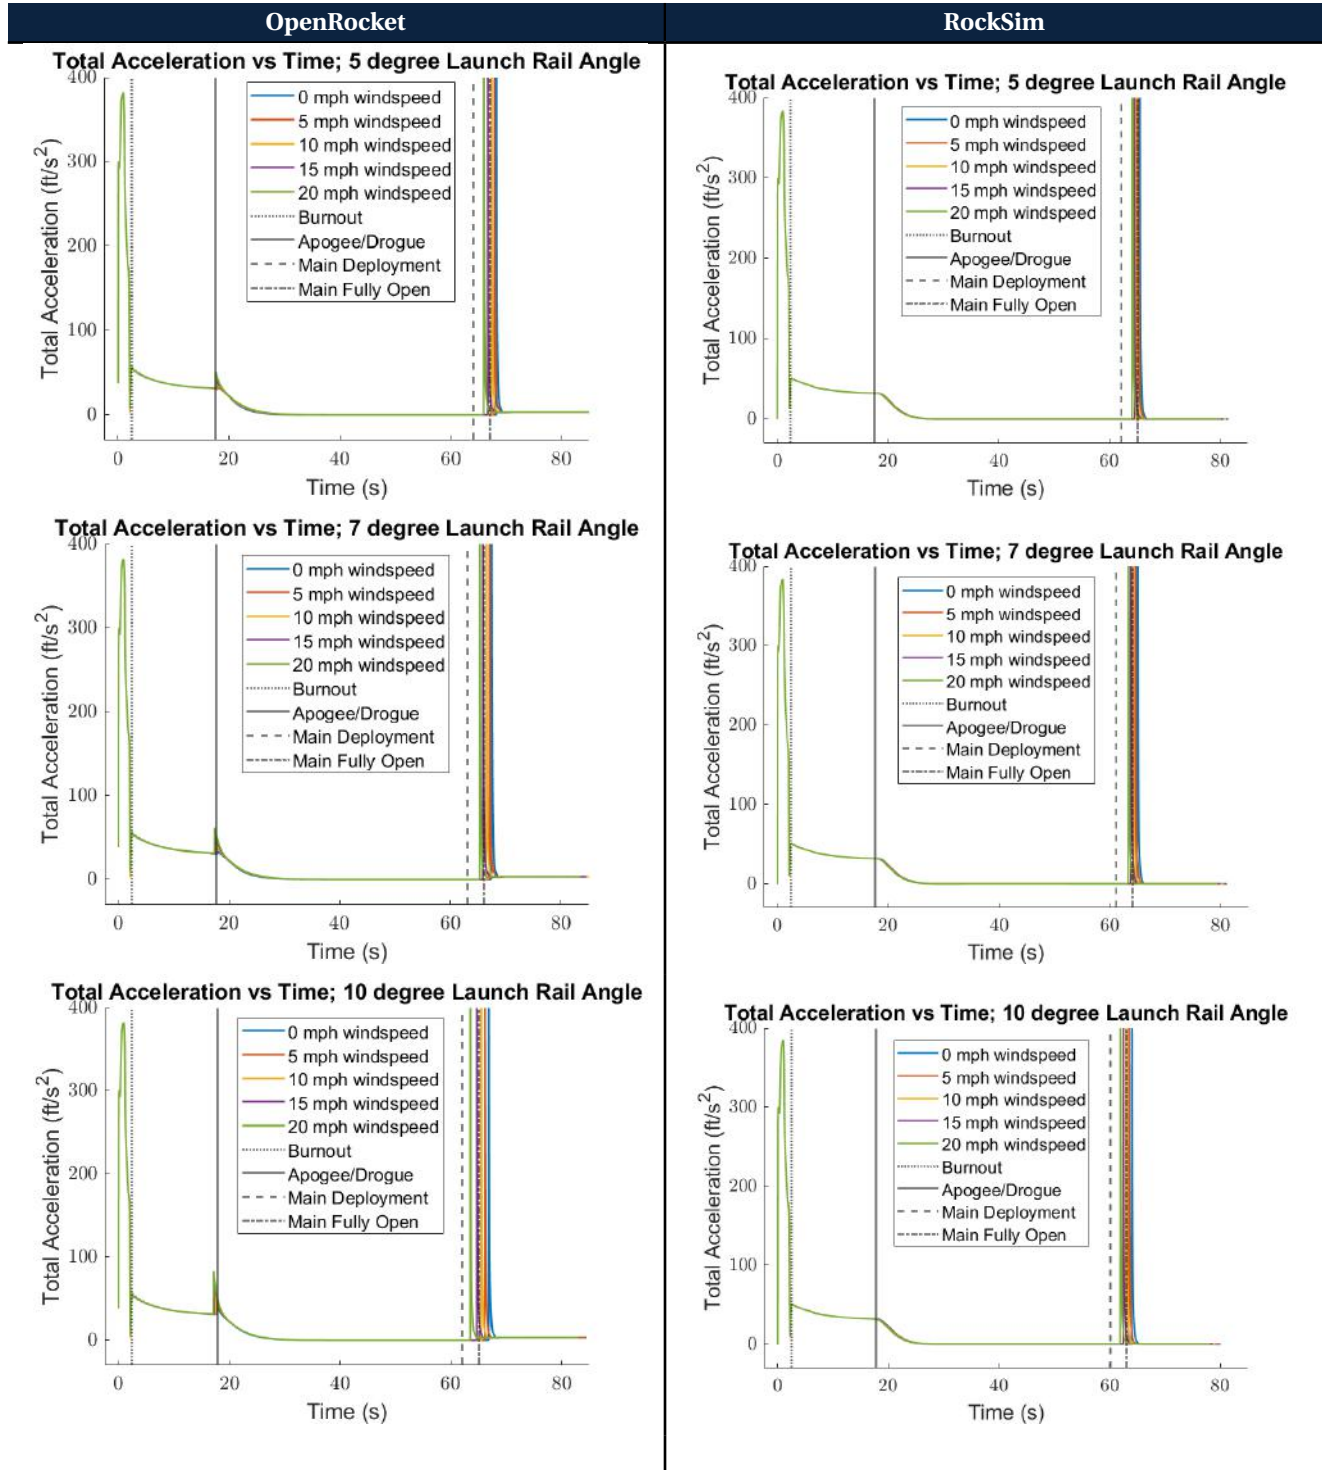 OpenRocket
RockSim
Total Acceleration vs Time; 5 degree Launch Rail Angle
400
300
200
100
0
Total Acceleration (ft/s²)
0 mph windspeed
5 mph windspeed
10 mph windspeed
15 mph windspeed
20 mph windspeed
Burnout
Apogee/Drogue
Main Deployment
Main Fully Open
0 20 40 60 80
Time (s)
Total Acceleration vs Time; 5 degree Launch Rail Angle
400
300
200
100
0
Total Acceleration (ft/s²)
0 mph windspeed
5 mph windspeed
10 mph windspeed
15 mph windspeed
20 mph windspeed
Burnout
Apogee/Drogue
Main Deployment
Main Fully Open
0 20 40 60 80
Time (s)
Total Acceleration vs Time; 7 degree Launch Rail Angle
400
300
200
100
0
Total Acceleration (ft/s²)
0 mph windspeed
5 mph windspeed
10 mph windspeed
15 mph windspeed
20 mph windspeed
Burnout
Apogee/Drogue
Main Deployment
Main Fully Open
0 20 40 60 80
Time (s)
Total Acceleration vs Time; 7 degree Launch Rail Angle
400
300
200
100
0
Total Acceleration (ft/s²)
0 mph windspeed
5 mph windspeed
10 mph windspeed
15 mph windspeed
20 mph windspeed
Burnout
Apogee/Drogue
Main Deployment
Main Fully Open
0 20 40 60 80
Time (s)
Total Acceleration vs Time; 10 degree Launch Rail Angle
400
300
200
100
0
Total Acceleration (ft/s²)
0 mph windspeed
5 mph windspeed
10 mph windspeed
15 mph windspeed
20 mph windspeed
Burnout
Apogee/Drogue
Main Deployment
Main Fully Open
0 20 40 60 80
Time (s)
Total Acceleration vs Time; 10 degree Launch Rail Angle
400
300
200
100
0
Total Acceleration (ft/s²)
0 mph windspeed
5 mph windspeed
10 mph windspeed
15 mph windspeed
20 mph windspeed
Burnout
Apogee/Drogue
Main Deployment
Main Fully Open
0 20 40 60 80
Time (s)